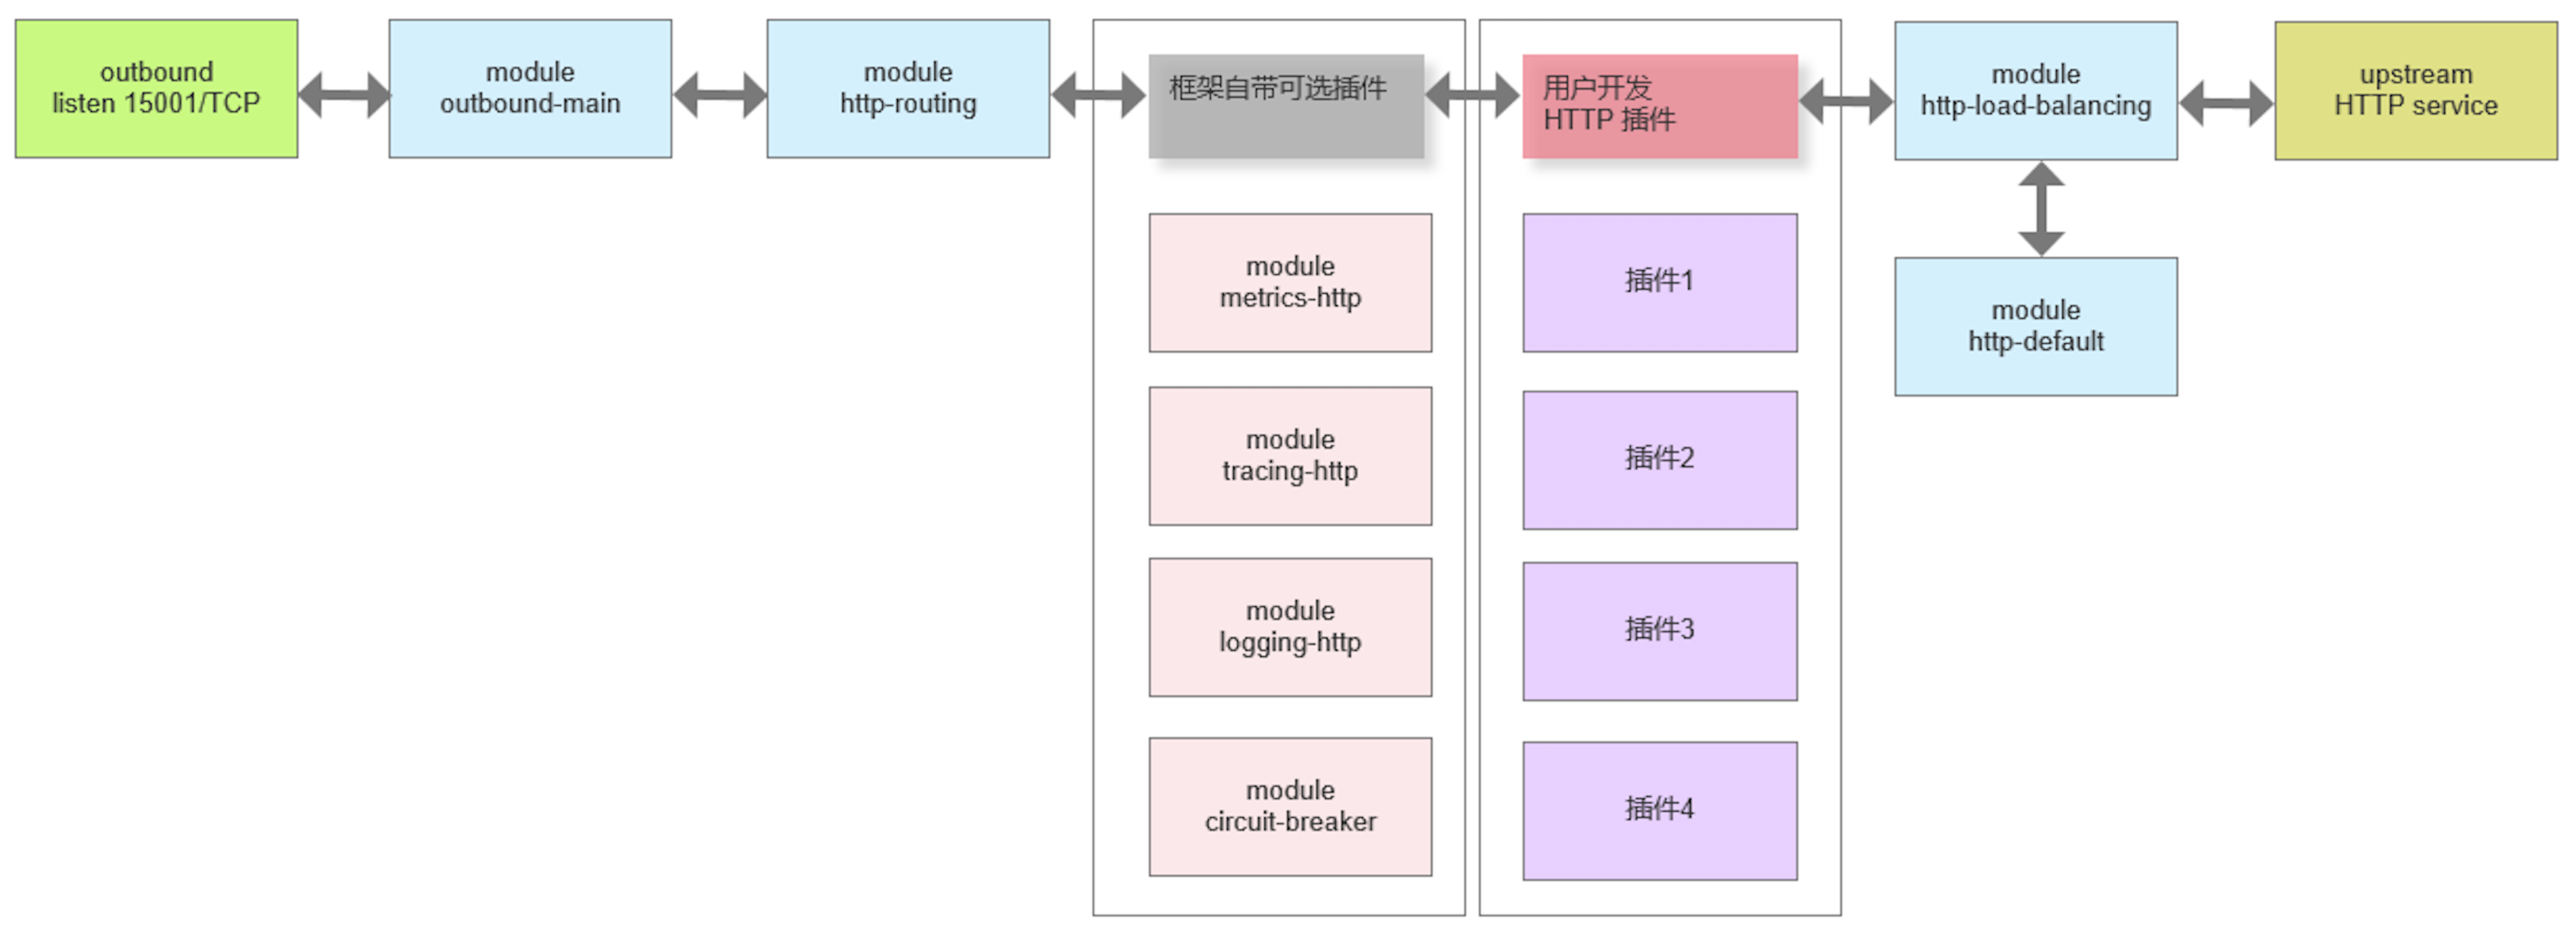 outbound
listen 15001/TCP
module
outbound-main
module
http-routing
框架自带可选插件
module
metrics-http
module
tracing-http
module
logging-http
module
circuit-breaker
用户开发
HTTP 插件
插件1
插件2
插件3
插件4
module
http-load-balancing
module
http-default
upstream
HTTP service